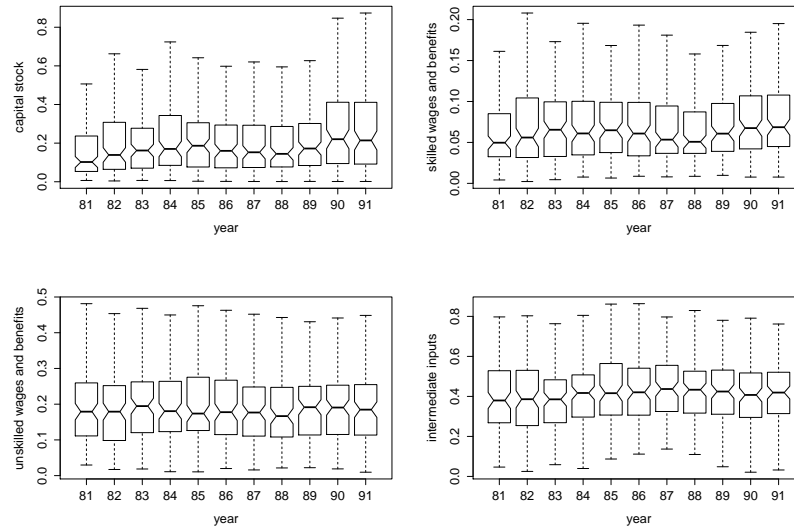 capital stock
0.0 0.2 0.4 0.6 0.8
81 82 83 84 85 86 87 88 89 90 91
year
skilled wages and benefits
0.00 0.05 0.10 0.15 0.20
81 82 83 84 85 86 87 88 89 90 91
year
unskilled wages and benefits
0.0 0.1 0.2 0.3 0.4 0.5
81 82 83 84 85 86 87 88 89 90 91
year
intermediate inputs
0.0 0.2 0.4 0.6 0.8
81 82 83 84 85 86 87 88 89 90 91
year